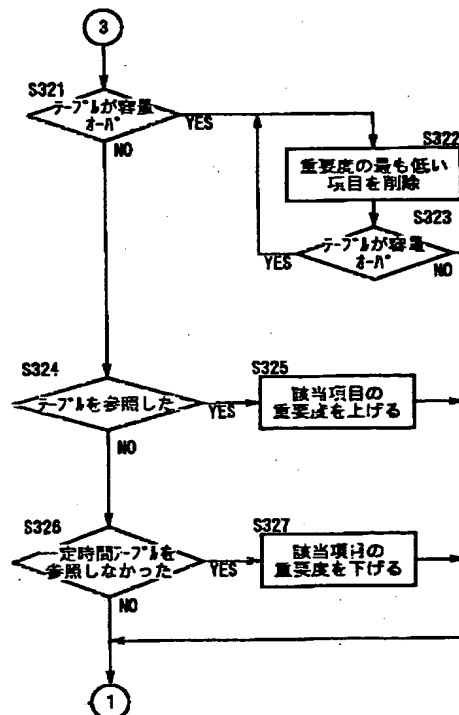 3
S321
テーブルが容量
オーバ
YES
NO
S322
重要度の最も低い
項目を削除
S323
テーブルが容量
オーバ
YES
NO
S324
テーブルを参照した
YES
NO
S325
該当項目の
重要度を上げる
S326
定時間テーブルを
参照しなかった
YES
NO
S327
該当項目の
重要度を下げる
1